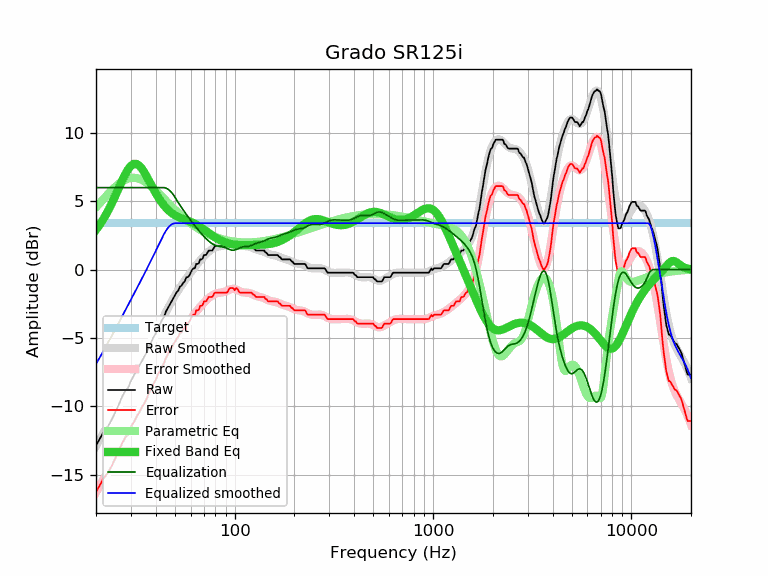 Grado SR125i
Amplitude (dBr)
10
5
0
−5
−10
−15
Target
Raw Smoothed
Error Smoothed
Raw
Error
Parametric Eq
Fixed Band Eq
Equalization
Equalized smoothed
100
1000
10000
Frequency (Hz)